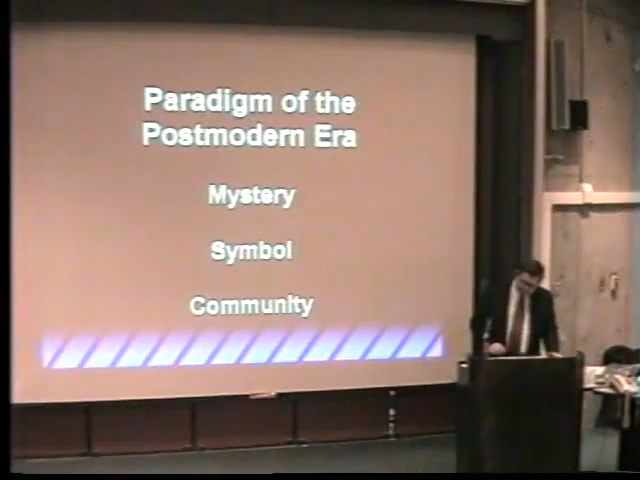 Paradigm of the
Postmodern Era
Mystery
Symbol
Community